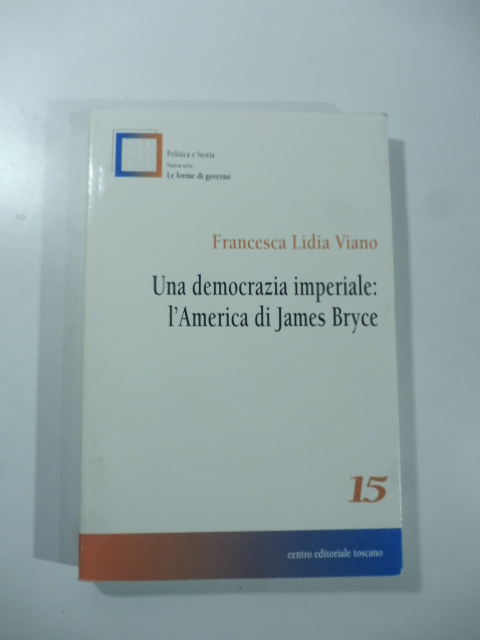 Politica e Storia
Nuova serie
Le forme di governo
Francesca Lidia Viano
Una democrazia imperiale:
l'America di James Bryce
15
centro editoriale toscano